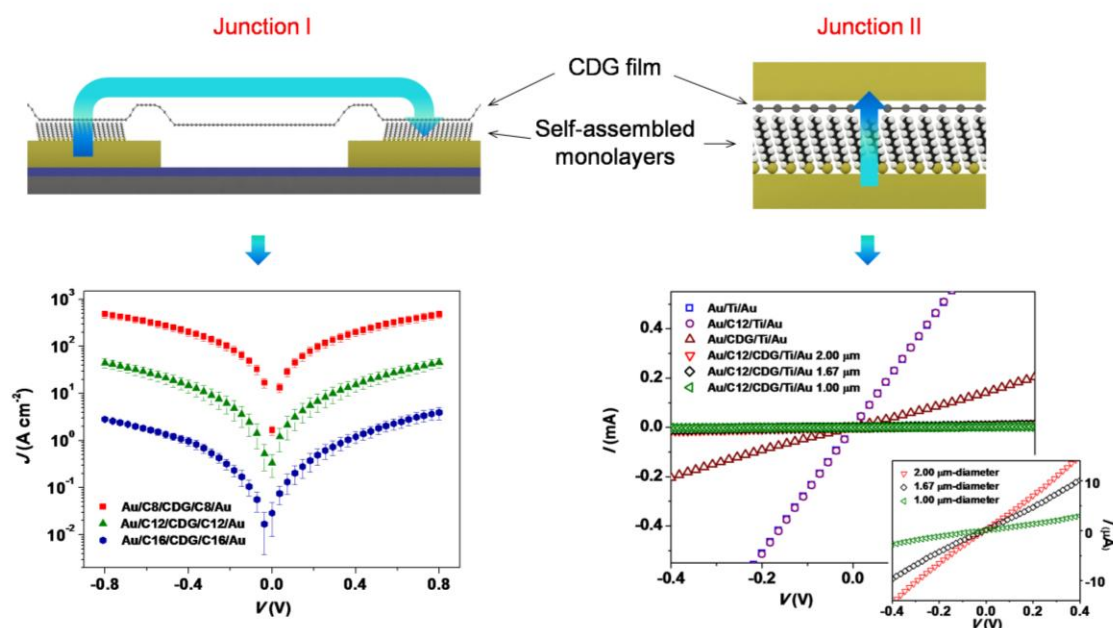 Junction I
Junction II
CDG film
Self-assembled
monolayers
10³
10²
10¹
10⁰
10⁻¹
10⁻²
J (A cm⁻²)
Au/C8/CDG/C8/Au
Au/C12/CDG/C12/Au
Au/C16/CDG/C16/Au
-0.8
-0.4
0.0
0.4
0.8
V (V)
0.4
0.2
0.0
-0.2
-0.4
I (mA)
Au/Ti/Au
Au/C12/Ti/Au
Au/CDG/Ti/Au
Au/C12/CDG/Ti/Au 2.00 μm
Au/C12/CDG/Ti/Au 1.67 μm
Au/C12/CDG/Ti/Au 1.00 μm
-0.4
-0.2
0.0
V (V)
2.00 μm-diameter
1.67 μm-diameter
1.00 μm-diameter
10
0
-10
I (μA)
-0.4
-0.2
0.0
0.2
0.4
V (V)